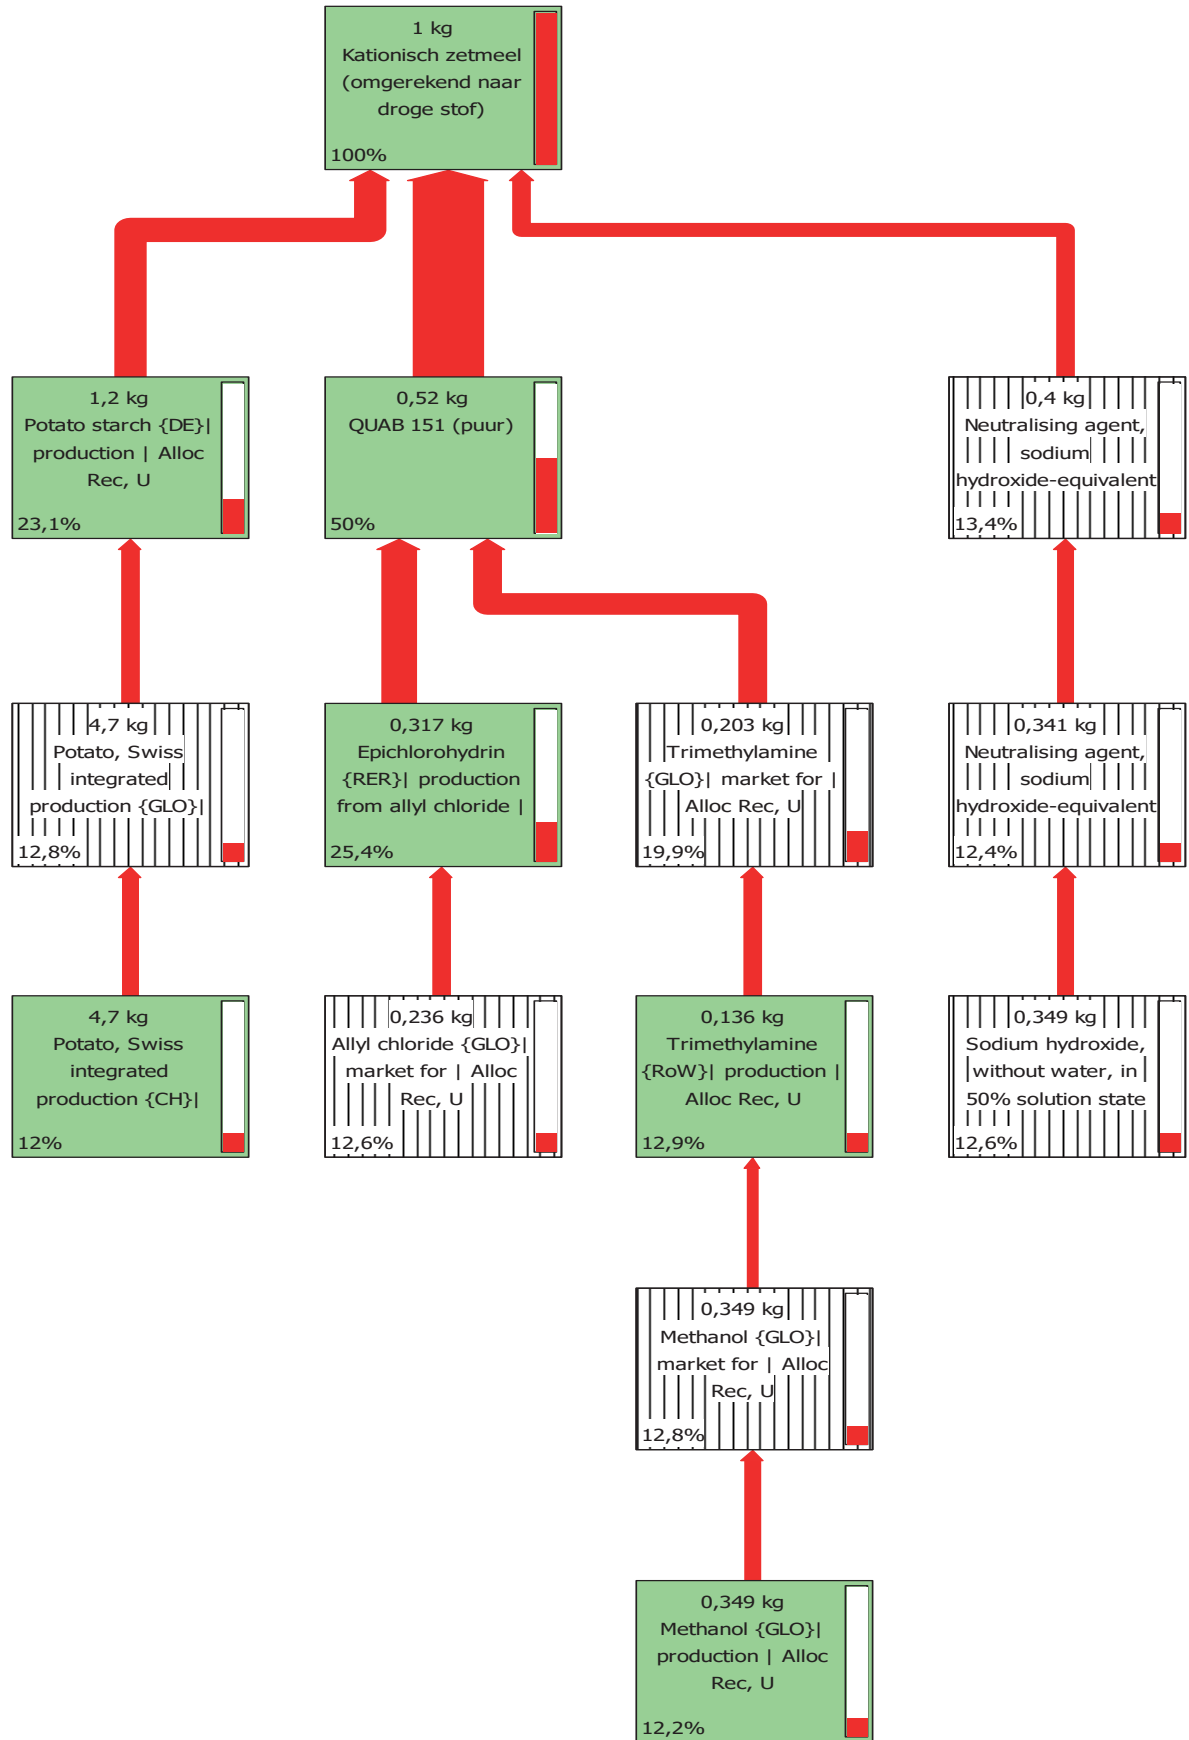 1 kg
Kationisch zetmeel
(omgerekend naar
droge stof)
100%
1,2 kg
Potato starch {DE}|
production | Alloc
Rec, U
23,1%
0,52 kg
QUAB 151 (puur)
50%
0,4 kg
Neutralising agent,
sodium
hydroxide-equivalent
13,4%
4,7 kg
Potato, Swiss
integrated
production {GLO}|
12,8%
0,317 kg
Epichlorohydrin
{RER}| production
from allyl chloride |
25,4%
0,203 kg
Trimethylamine
{GLO}| market for |
Alloc Rec, U
19,9%
0,341 kg
Neutralising agent,
sodium
hydroxide-equivalent
12,4%
4,7 kg
Potato, Swiss
integrated
production {CH}|
12%
0,236 kg
Allyl chloride {GLO}|
market for | Alloc
Rec, U
12,6%
0,136 kg
Trimethylamine
{RoW}| production |
Alloc Rec, U
12,9%
0,349 kg
Sodium hydroxide,
without water, in
50% solution state
12,6%
0,349 kg
Methanol {GLO}|
market for | Alloc
Rec, U
12,8%
0,349 kg
Methanol {GLO}|
production | Alloc
Rec, U
12,2%